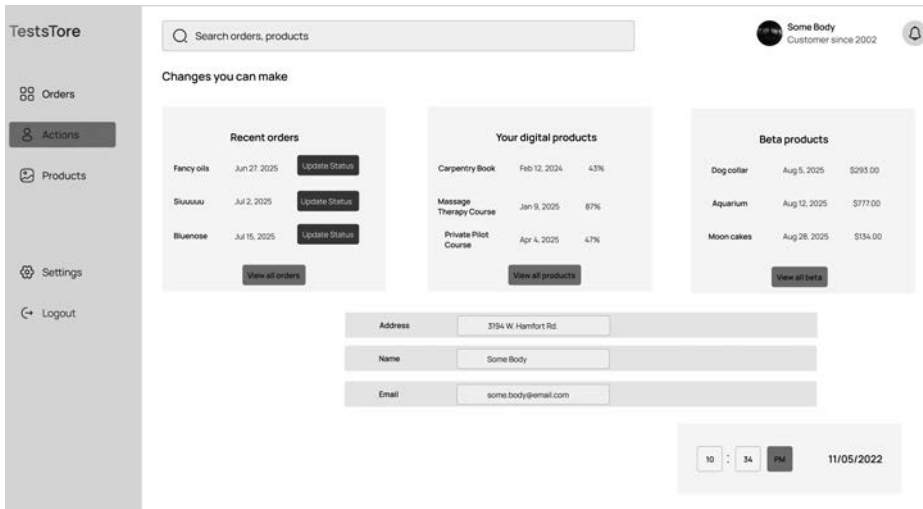 TestsTore
Search orders, products
Some Body
Customer since 2002
Orders
Actions
Products
Settings
Logout
Changes you can make
Recent orders
Fancy oils Jun 27, 2025 Update Status
Siuuuuu Jul 2, 2025 Update Status
Bluenose Jul 15, 2025 Update Status
View all orders
Your digital products
Carpentry Book Feb 12, 2024 43%
Massage
Therapy Course Jan 9, 2025 87%
Private Pilot
Course Apr 4, 2025 47%
View all products
Beta products
Dog collar Aug 5, 2025 $293.00
Aquarium Aug 12, 2025 $777.00
Moon cakes Aug 28, 2025 $134.00
View all beta
Address 3194 W. Hamfort Rd.
Name Some Body
Email some.body@email.com
10 : 34 PM 11/05/2022